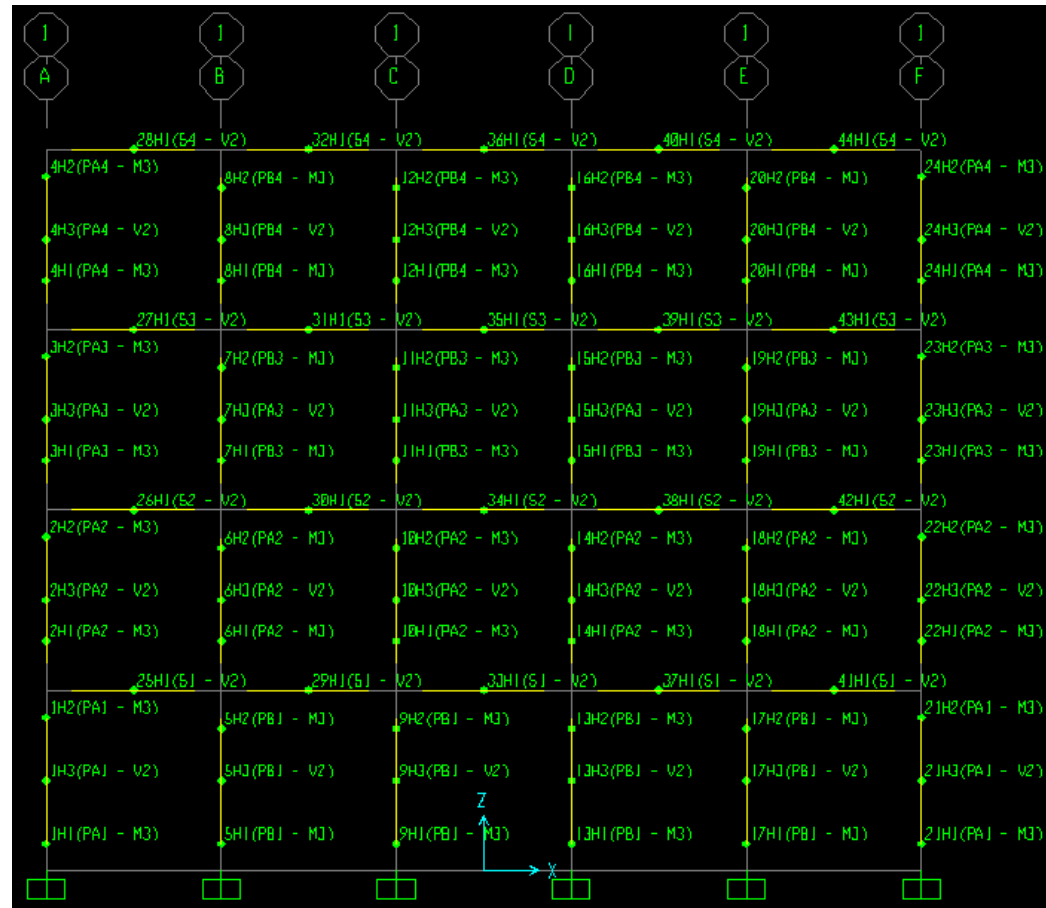 1 1 1 1 1 1
A B C D E F
28H1(S4 - V2) 32H1(S4 - V2) 36H1(S4 - V2) 40H1(S4 - V2) 44H1(S4 - V2)
4H2(PA4 - M3) 8H2(PB4 - M3) 12H2(PB4 - M3) 16H2(PB4 - M3) 20H2(PB4 - M3) 24H2(PA4 - M3)
4H3(PA4 - V2) 8H3(PB4 - V2) 12H3(PB4 - V2) 16H3(PB4 - V2) 20H3(PB4 - V2) 24H3(PA4 - V2)
4H1(PA4 - M3) 8H1(PB4 - M3) 12H1(PB4 - M3) 16H1(PB4 - M3) 20H1(PB4 - M3) 24H1(PA4 - M3)
27H1(S3 - V2) 31H1(S3 - V2) 35H1(S3 - V2) 39H1(S3 - V2) 43H1(S3 - V2)
3H2(PA3 - M3) 7H2(PB3 - M3) 11H2(PB3 - M3) 15H2(PB3 - M3) 19H2(PB3 - M3) 23H2(PA3 - M3)
3H3(PA3 - V2) 7H3(PA3 - V2) 11H3(PA3 - V2) 15H3(PA3 - V2) 19H3(PA3 - V2) 23H3(PA3 - V2)
3H1(PA3 - M3) 7H1(PB3 - M3) 11H1(PB3 - M3) 15H1(PB3 - M3) 19H1(PB3 - M3) 23H1(PA3 - M3)
26H1(S2 - V2) 30H1(S2 - V2) 34H1(S2 - V2) 38H1(S2 - V2) 42H1(S2 - V2)
2H2(PA2 - M3) 6H2(PA2 - M3) 10H2(PA2 - M3) 14H2(PA2 - M3) 18H2(PA2 - M3) 22H2(PA2 - M3)
2H3(PA2 - V2) 6H3(PA2 - V2) 10H3(PA2 - V2) 14H3(PA2 - V2) 18H3(PA2 - V2) 22H3(PA2 - V2)
2H1(PA2 - M3) 6H1(PA2 - M3) 10H1(PA2 - M3) 14H1(PA2 - M3) 18H1(PA2 - M3) 22H1(PA2 - M3)
25H1(S1 - V2) 29H1(S1 - V2) 33H1(S1 - V2) 37H1(S1 - V2) 41H1(S1 - V2)
1H2(PA1 - M3) 5H2(PB1 - M3) 9H2(PB1 - M3) 13H2(PB1 - M3) 17H2(PB1 - M3) 21H2(PA1 - M3)
1H3(PA1 - V2) 5H3(PB1 - V2) 9H3(PB1 - V2) 13H3(PB1 - V2) 17H3(PB1 - V2) 21H3(PA1 - V2)
Z
1H1(PA1 - M3) 5H1(PB1 - M3) 9H1(PB1 - M3) 13H1(PB1 - M3) 17H1(PB1 - M3) 21H1(PA1 - M3)
X